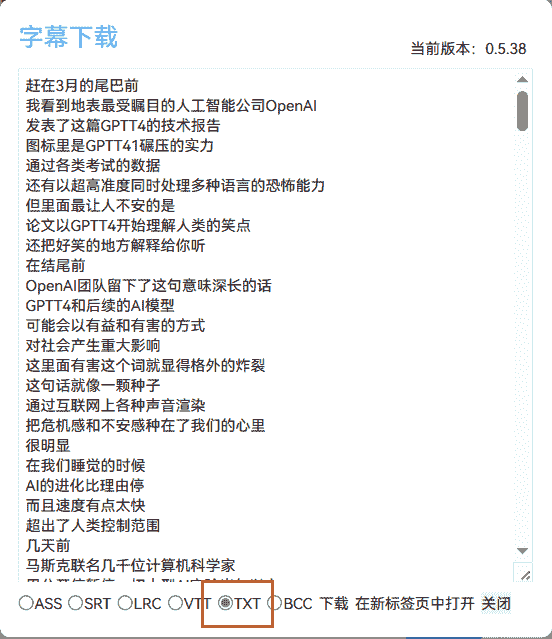 字幕下载
当前版本：0.5.38
赶在3月的尾巴前
我看到地表最受瞩目的人工智能公司OpenAI
发表了这篇GPTT4的技术报告
图标里是GPTT41碾压的实力
通过各类考试的数据
还有以超高准度同时处理多种语言的恐怖能力
但里面最让人不安的是
论文以GPTT4开始理解人类的笑点
还把好笑的地方解释给你听
在结尾前
OpenAI团队留下了这句意味深长的话
GPTT4和后续的AI模型
可能会以有益和有害的方式
对社会产生重大影响
这里面有害这个词就显得格外的炸裂
这句话就像一颗种子
通过互联网上各种声音渲染
把危机感和不安感种在了我们的心里
很明显
在我们睡觉的时候
AI的进化比理由停
而且速度有点太快
超出了人类控制范围
几天前
马斯克联名几千位计算机科学家
ASS SRT LRC VTT TXT BCC 下载 在新标签页中打开 关闭